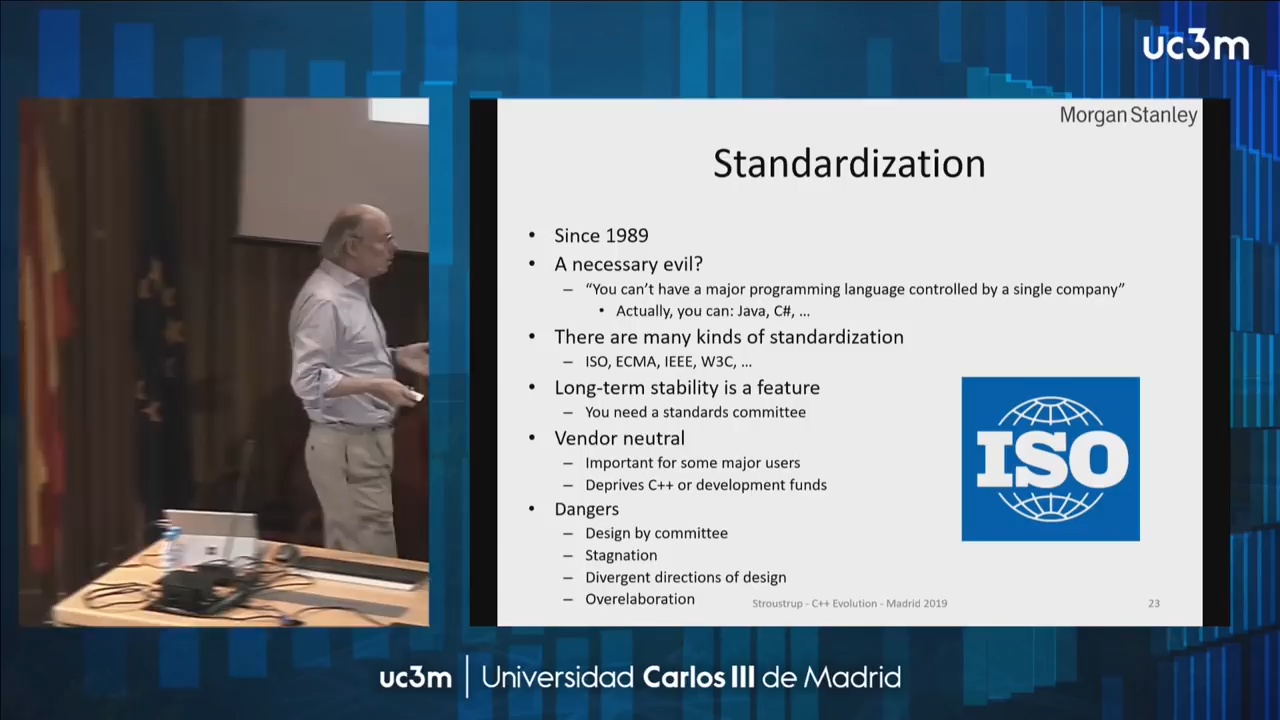 uc3m
Morgan Stanley
Standardization
• Since 1989
• A necessary evil?
– “You can’t have a major programming language controlled by a single company”
• Actually, you can: Java, C#, ...
• There are many kinds of standardization
– ISO, ECMA, IEEE, W3C, ...
• Long-term stability is a feature
– You need a standards committee
• Vendor neutral
– Important for some major users
– Deprives C++ or development funds
ISO
• Dangers
– Design by committee
– Stagnation
– Divergent directions of design
– Overelaboration
Stroustrup - C++ Evolution - Madrid 2019
23
uc3m | Universidad Carlos III de Madrid